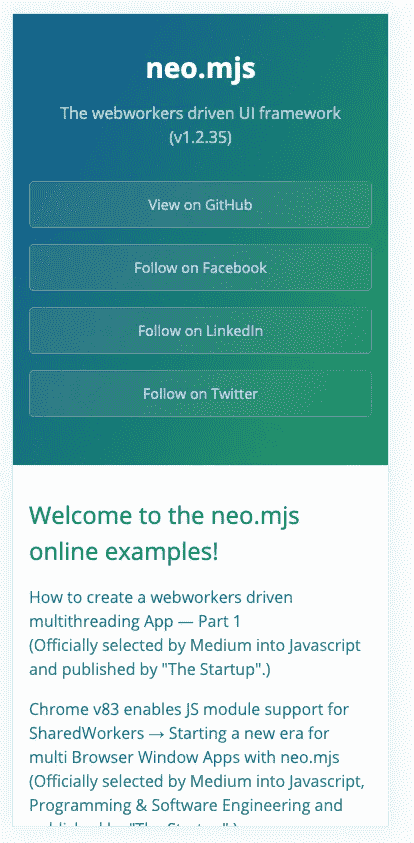 neo.mjs
The webworkers driven UI framework
(v1.2.35)
View on GitHub
Follow on Facebook
Follow on LinkedIn
Follow on Twitter
Welcome to the neo.mjs
online examples!
How to create a webworkers driven
multithreading App — Part 1
(Officially selected by Medium into Javascript
and published by "The Startup".)
Chrome v83 enables JS module support for
SharedWorkers → Starting a new era for
multi Browser Window Apps with neo.mjs
(Officially selected by Medium into Javascript,
Programming & Software Engineering and
published by "The Startup".)